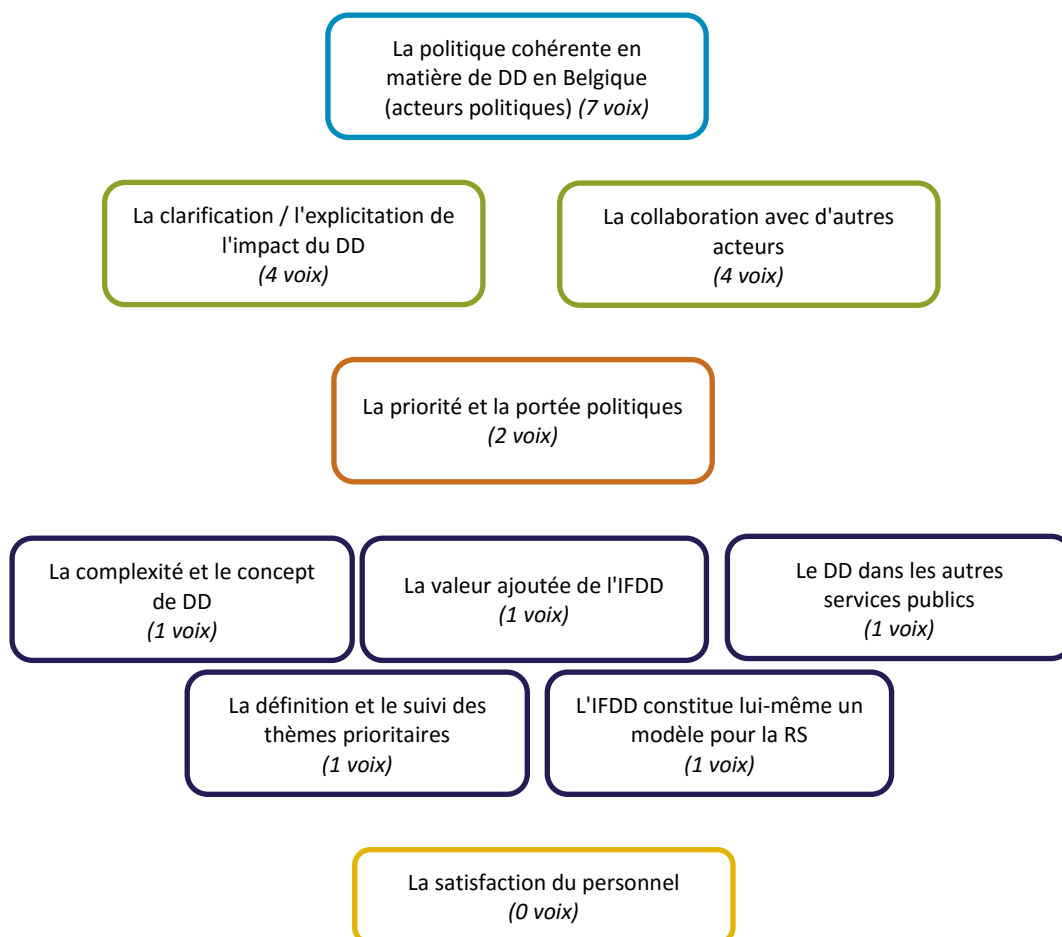 La politique cohérente en
matière de DD en Belgique
(acteurs politiques) (7 voix)
La clarification / l'explicitation de
l'impact du DD
(4 voix)
La collaboration avec d'autres
acteurs
(4 voix)
La priorité et la portée politiques
(2 voix)
La complexité et le concept
de DD
(1 voix)
La valeur ajoutée de l'IFDD
(1 voix)
Le DD dans les autres
services publics
(1 voix)
La définition et le suivi des
thèmes prioritaires
(1 voix)
L'IFDD constitue lui-même un
modèle pour la RS
(1 voix)
La satisfaction du personnel
(0 voix)